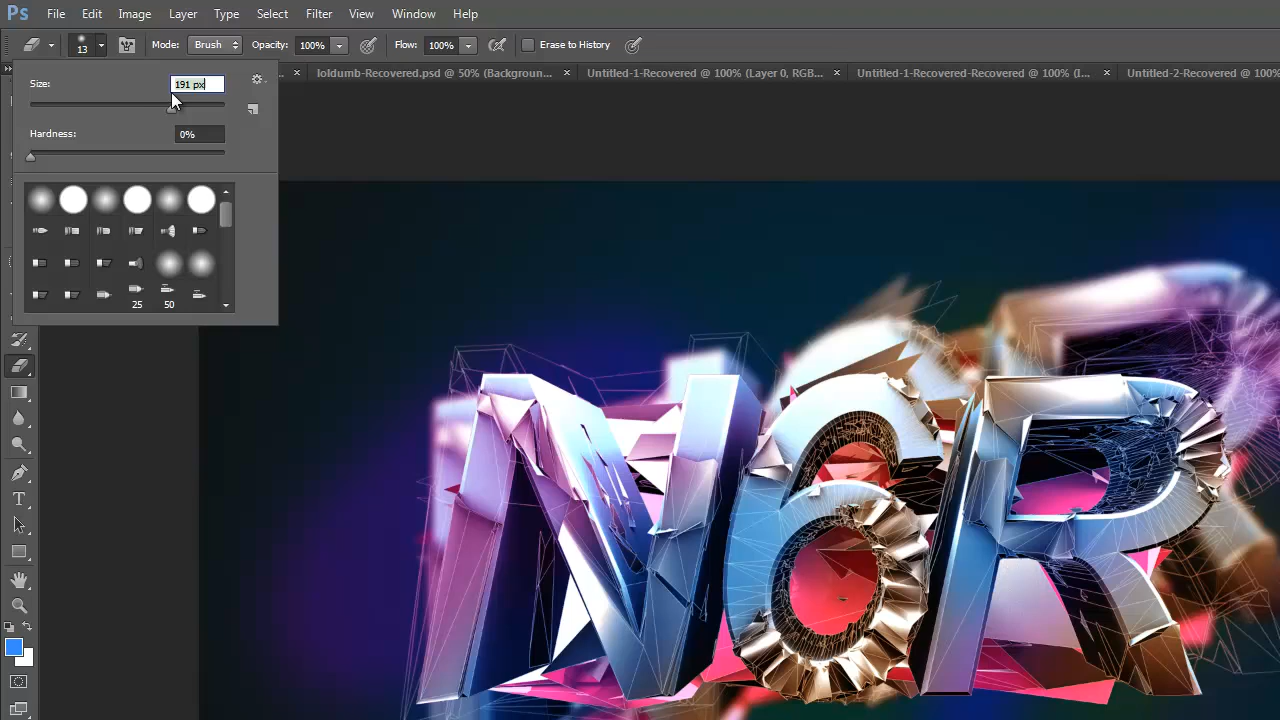 Ps File Edit Image Layer Type Select Filter View Window Help
13 Mode: Brush Opacity: 100% Flow: 100% Erase to History
loldumb-Recovered.psd @ 50% (Backgroun... × Untitled-1-Recovered @ 100% (Layer 0, RGB... × Untitled-1-Recovered-Recovered @ 100% (I... × Untitled-2-Recovered @ 100%
Size: 191 px
Hardness: 0%
25 50
T
N6R